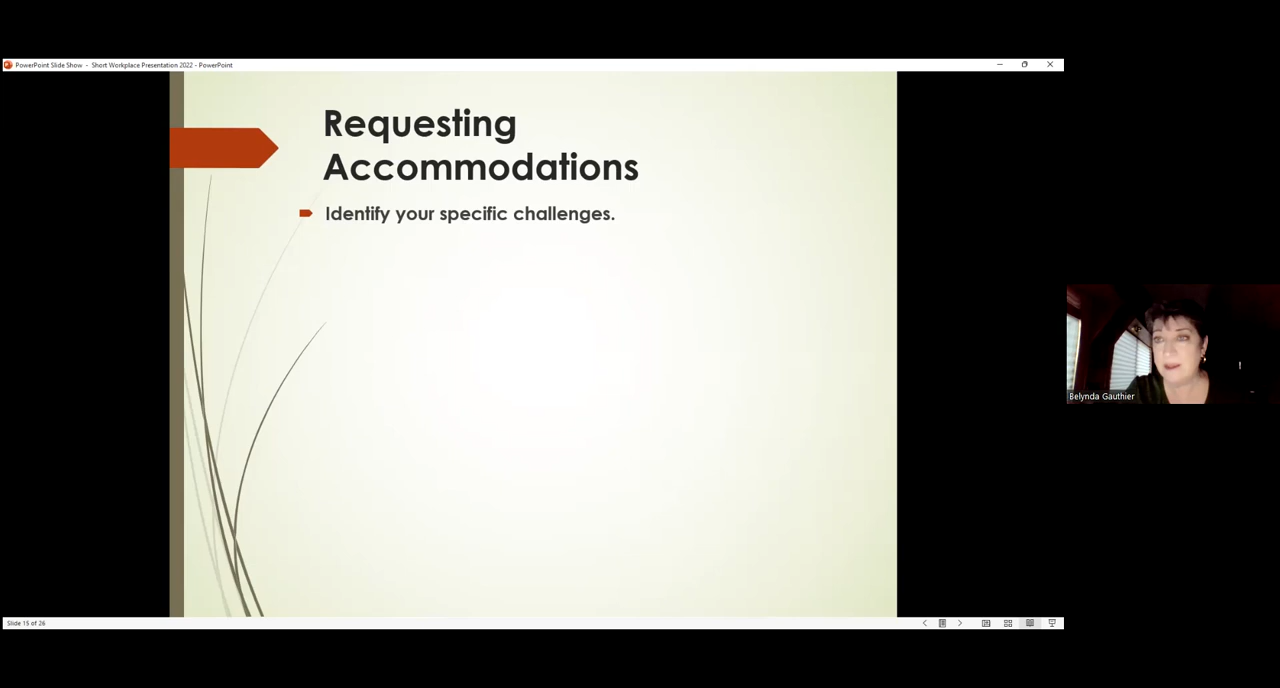 PowerPoint Slide Show - Short Workplace Presentation 2022 - PowerPoint
Requesting
Accommodations
Identify your specific challenges.
Belynda Gauthier
Slide 15 of 26